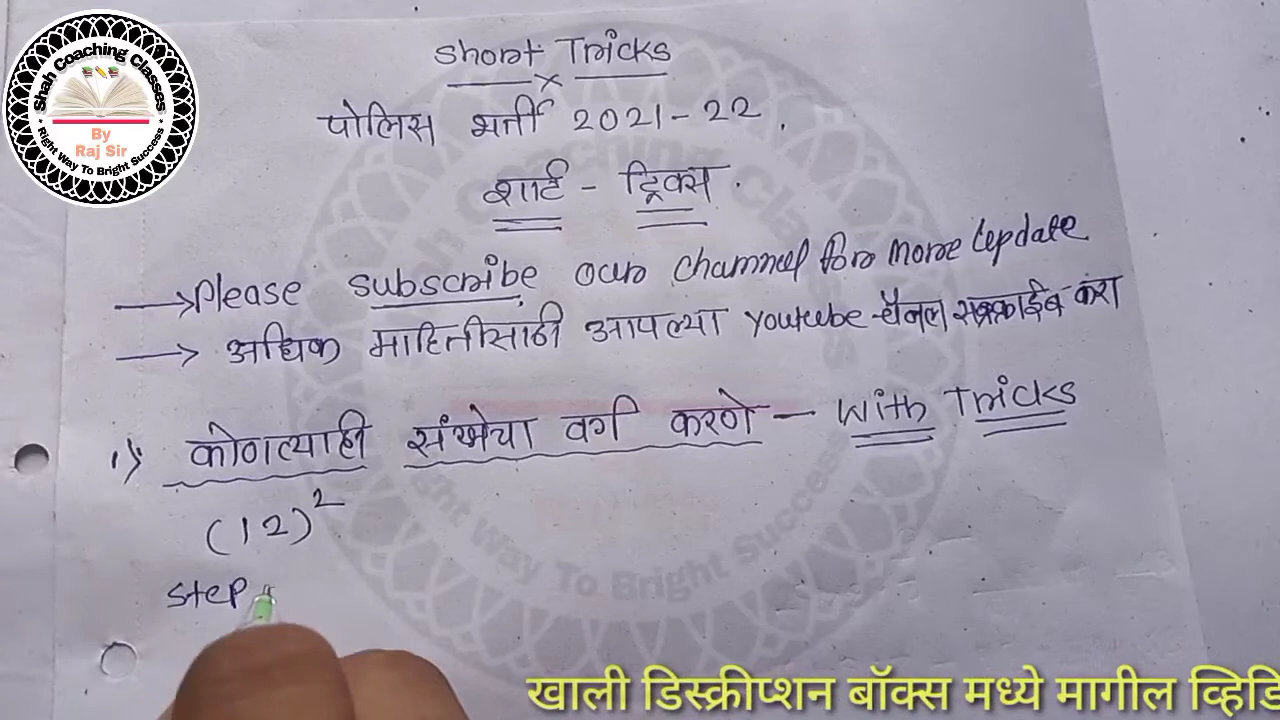 Shah Coaching Classes
By
Raj Sir
Right Way To Bright Success
Short Tricks
पोलिस भर्ती 2021-22.
शार्ट - ट्रिक्स.
→ Please subscribe our channel for more update
→ अधिक माहितीसाठी आपल्या youtube चैनल सब्स्क्राईब करा
1) कोणत्याही संख्येचा वर्ग करणे - With Tricks
(12)²
Step
खाली डिस्क्रीप्शन बॉक्स मध्ये मागील व्हिडि